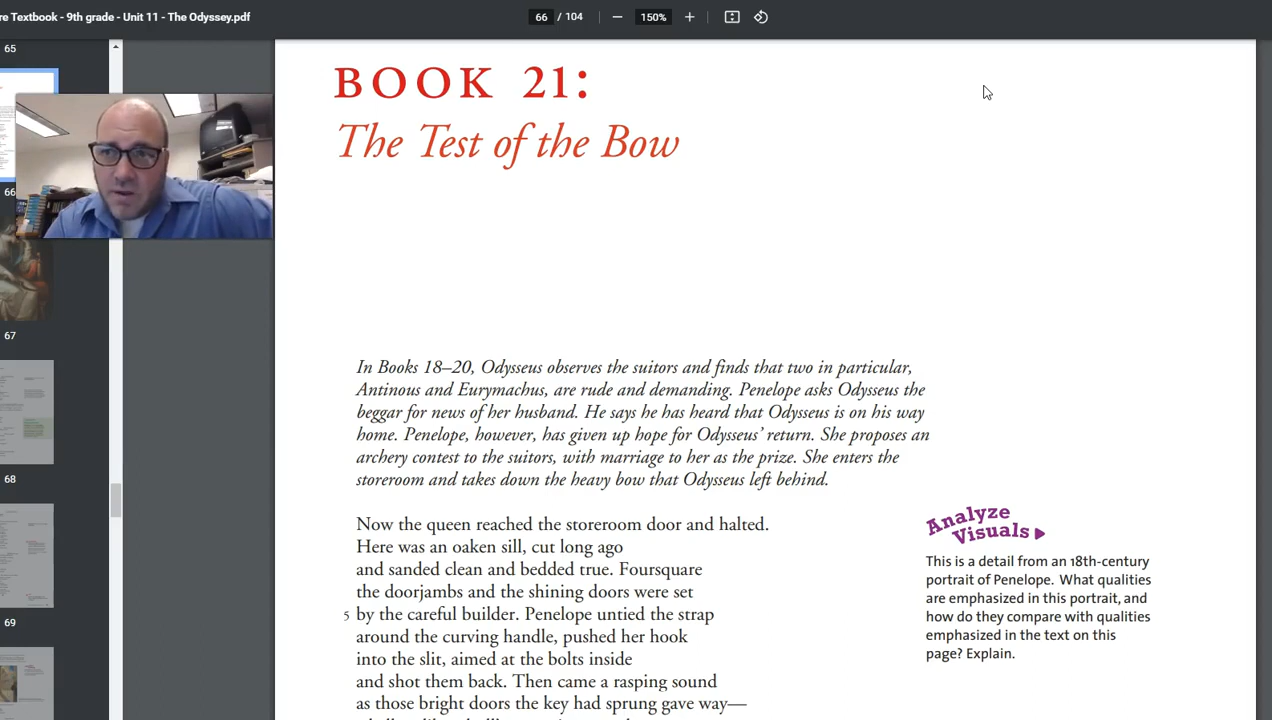 re Textbook - 9th grade - Unit 11 - The Odyssey.pdf
66 / 104
150%
65
66
67
68
69
BOOK 21:
The Test of the Bow
In Books 18–20, Odysseus observes the suitors and finds that two in particular,
Antinous and Eurymachus, are rude and demanding. Penelope asks Odysseus the
beggar for news of her husband. He says he has heard that Odysseus is on his way
home. Penelope, however, has given up hope for Odysseus' return. She proposes an
archery contest to the suitors, with marriage to her as the prize. She enters the
storeroom and takes down the heavy bow that Odysseus left behind.
Now the queen reached the storeroom door and halted.
Here was an oaken sill, cut long ago
and sanded clean and bedded true. Foursquare
the doorjambs and the shining doors were set
5 by the careful builder. Penelope untied the strap
around the curving handle, pushed her hook
into the slit, aimed at the bolts inside
and shot them back. Then came a rasping sound
as those bright doors the key had sprung gave way—
Analyze
Visuals
This is a detail from an 18th-century
portrait of Penelope. What qualities
are emphasized in this portrait, and
how do they compare with qualities
emphasized in the text on this
page? Explain.